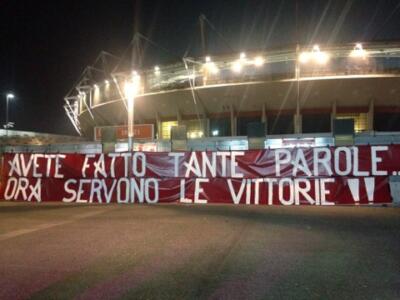 AVETE FATTO TANTE PAROLE...
ORA SERVONO LE VITTORIE!!